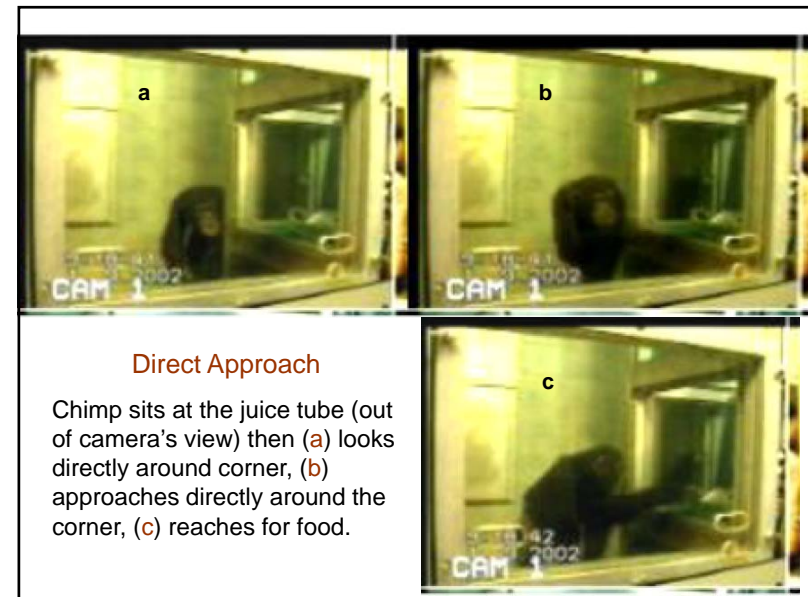 a
b
CAM 1
CAM 1
Direct Approach
c
Chimp sits at the juice tube (out
of camera's view) then (a) looks
directly around corner, (b)
approaches directly around the
corner, (c) reaches for food.
CAM 1